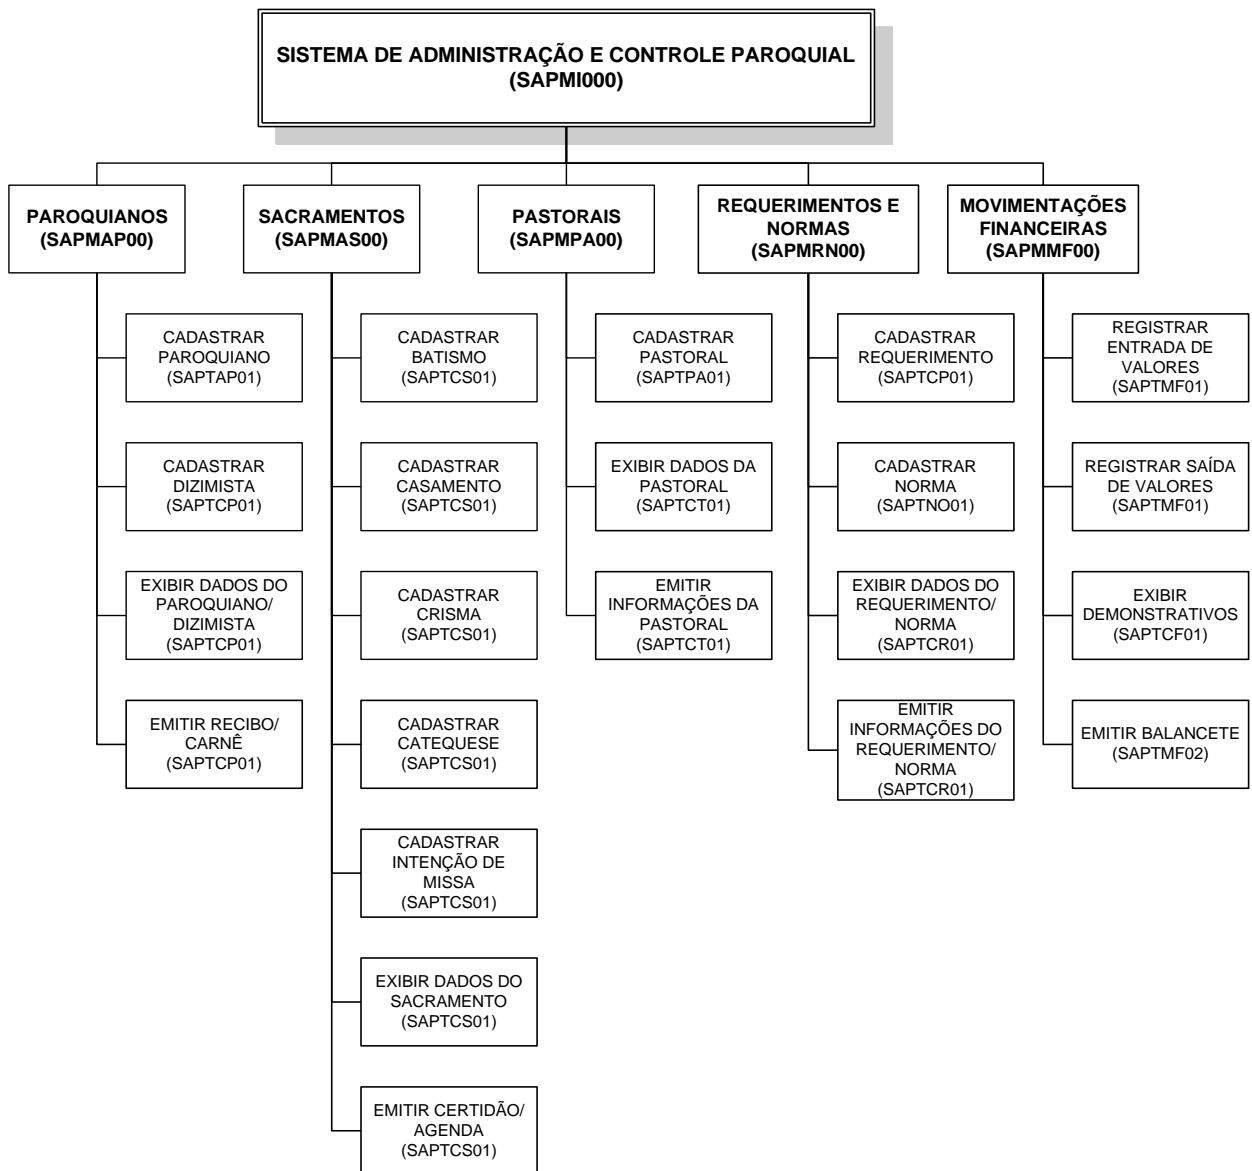 SISTEMA DE ADMINISTRAÇÃO E CONTROLE PAROQUIAL
(SAPMI000)
PAROQUIANOS
(SAPMAP00)
SACRAMENTOS
(SAPMAS00)
PASTORAIS
(SAPMPA00)
REQUERIMENTOS E
NORMAS
(SAPMRN00)
MOVIMENTAÇÕES
FINANCEIRAS
(SAPMMF00)
CADASTRAR
PAROQUIANO
(SAPTAP01)
CADASTRAR
DIZIMISTA
(SAPTCP01)
EXIBIR DADOS DO
PAROQUIANO/
DIZIMISTA
(SAPTCP01)
EMITIR RECIBO/
CARNÊ
(SAPTCP01)
CADASTRAR
BATISMO
(SAPTCS01)
CADASTRAR
CASAMENTO
(SAPTCS01)
CADASTRAR
CRISMA
(SAPTCS01)
CADASTRAR
CATEQUESE
(SAPTCS01)
CADASTRAR
INTENÇÃO DE
MISSA
(SAPTCS01)
EXIBIR DADOS DO
SACRAMENTO
(SAPTCS01)
EMITIR CERTIDÃO/
AGENDA
(SAPTCS01)
CADASTRAR
PASTORAL
(SAPTPA01)
EXIBIR DADOS DA
PASTORAL
(SAPTCT01)
EMITIR
INFORMAÇÕES DA
PASTORAL
(SAPTCT01)
CADASTRAR
REQUERIMENTO
(SAPTCP01)
CADASTRAR
NORMA
(SAPTNO01)
EXIBIR DADOS DO
REQUERIMENTO/
NORMA
(SAPTCR01)
EMITIR
INFORMAÇÕES DO
REQUERIMENTO/
NORMA
(SAPTCR01)
REGISTRAR
ENTRADA DE
VALORES
(SAPTMF01)
REGISTRAR SAÍDA
DE VALORES
(SAPTMF01)
EXIBIR
DEMONSTRATIVOS
(SAPTCF01)
EMITIR BALANCETE
(SAPTMF02)